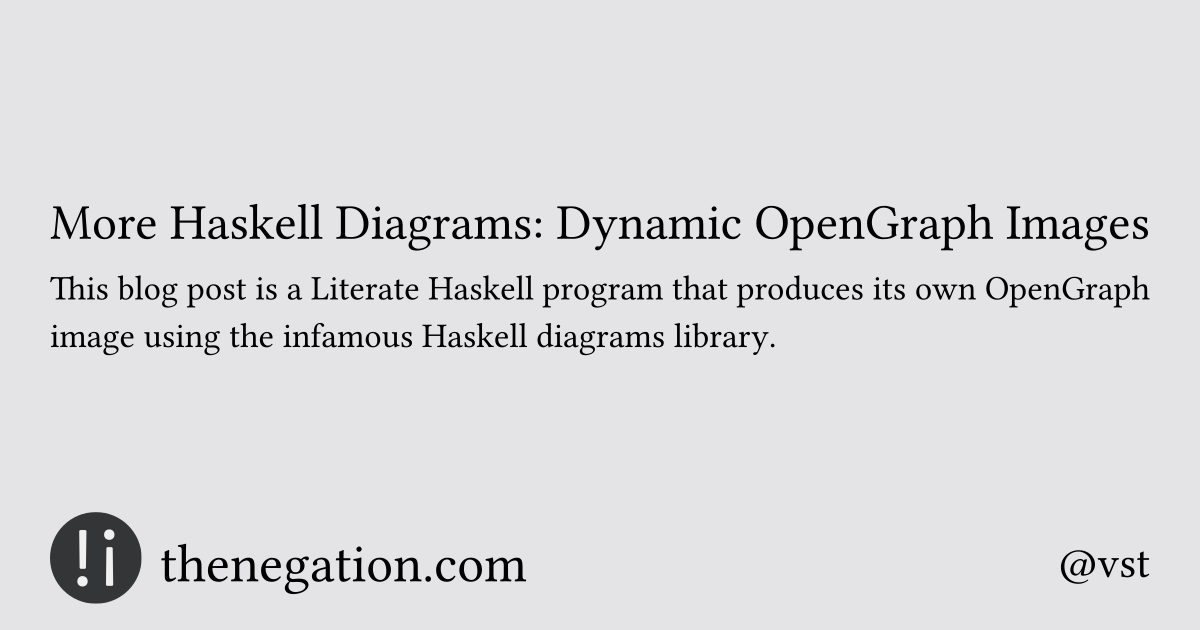 More Haskell Diagrams: Dynamic OpenGraph Images
This blog post is a Literate Haskell program that produces its own OpenGraph
image using the infamous Haskell diagrams library.
!¡ thenegation.com
@vst